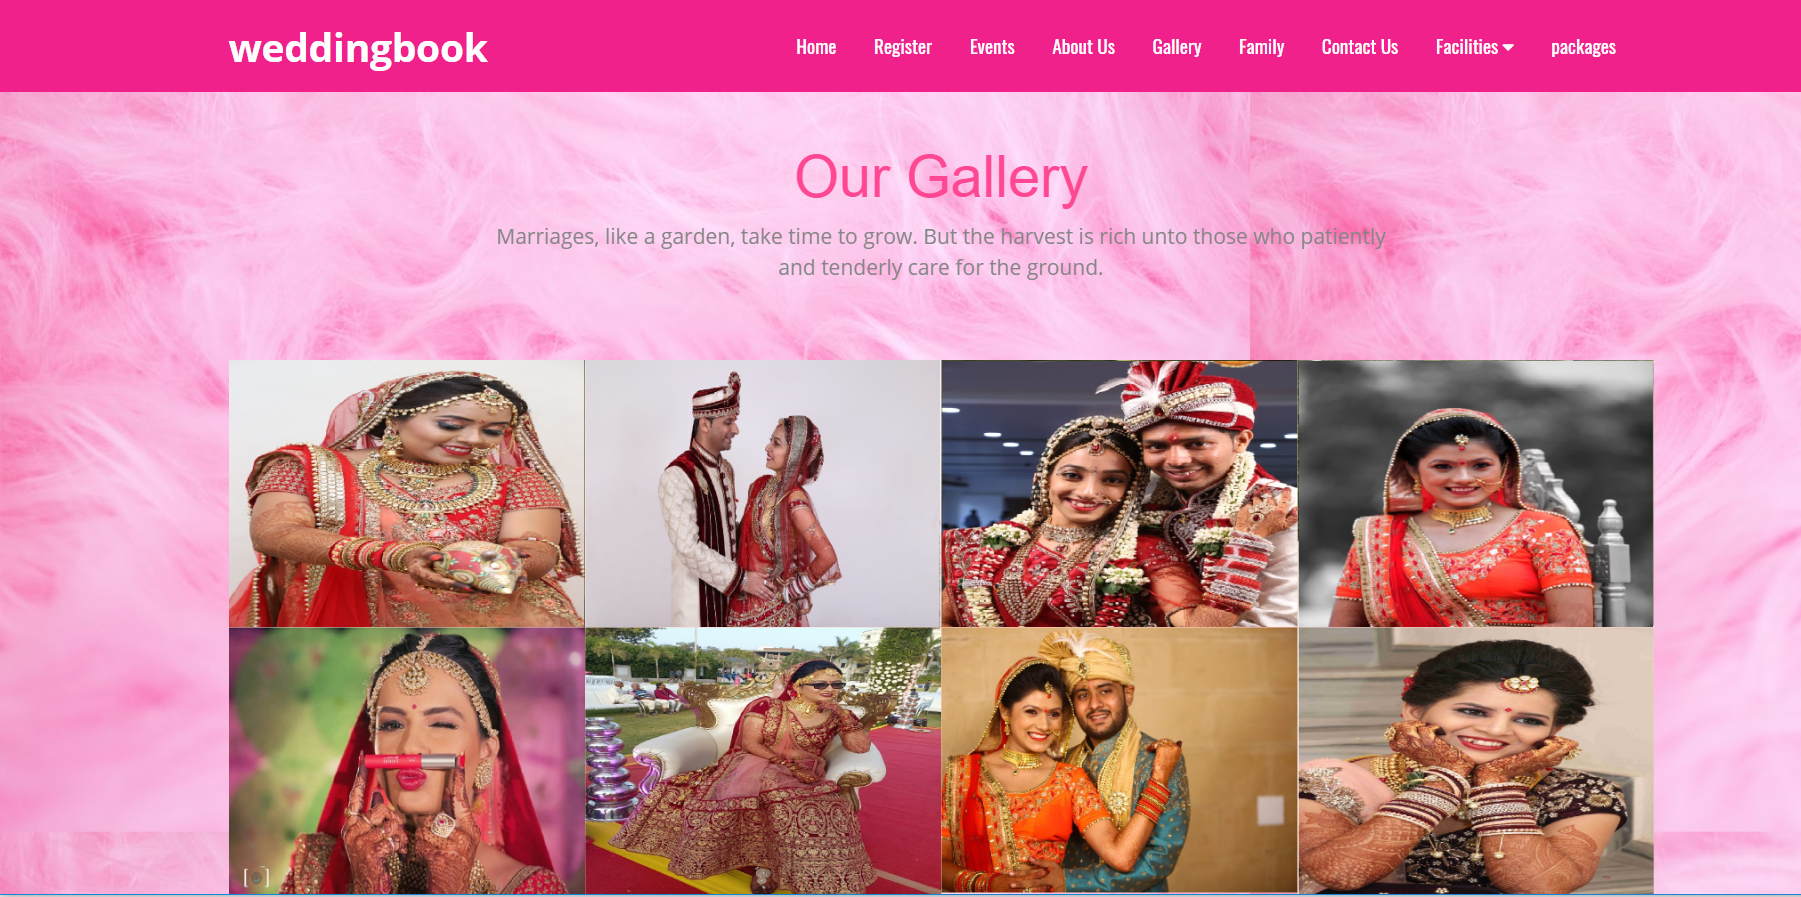 weddingbook
Home Register Events About Us Gallery Family Contact Us Facilities packages
Our Gallery
Marriages, like a garden, take time to grow. But the harvest is rich unto those who patiently
and tenderly care for the ground.